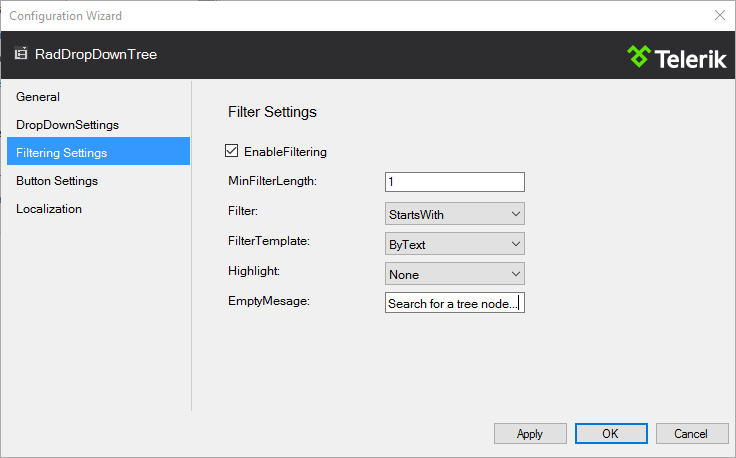 Configuration Wizard
RadDropDownTree
Telerik
General
DropDownSettings
Filtering Settings
Button Settings
Localization
Filter Settings
EnableFiltering
MinFilterLength: 1
Filter: StartsWith
FilterTemplate: ByText
Highlight: None
EmptyMesage: Search for a tree node...
Apply OK Cancel